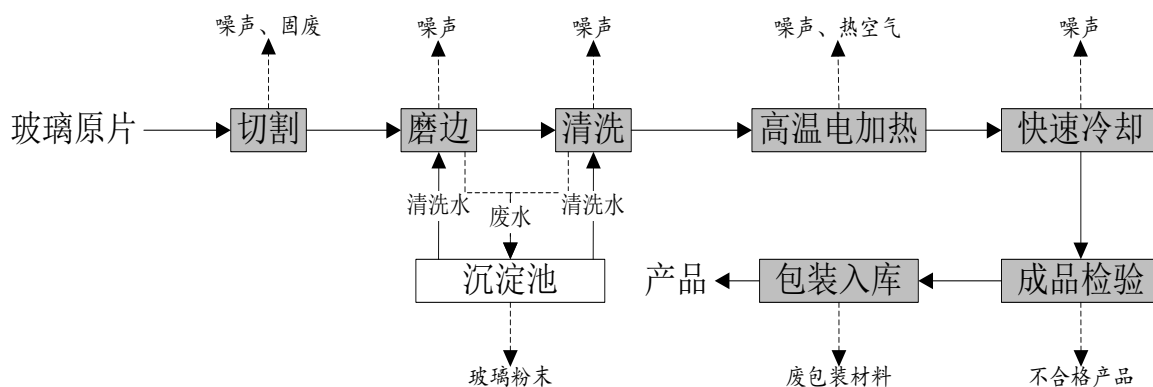 噪声、固废
噪声
噪声
噪声、热空气
噪声
玻璃原片
切割
磨边
清洗
高温电加热
快速冷却
清洗水
废水
清洗水
沉淀池
产品
包装入库
成品检验
玻璃粉末
废包装材料
不合格产品